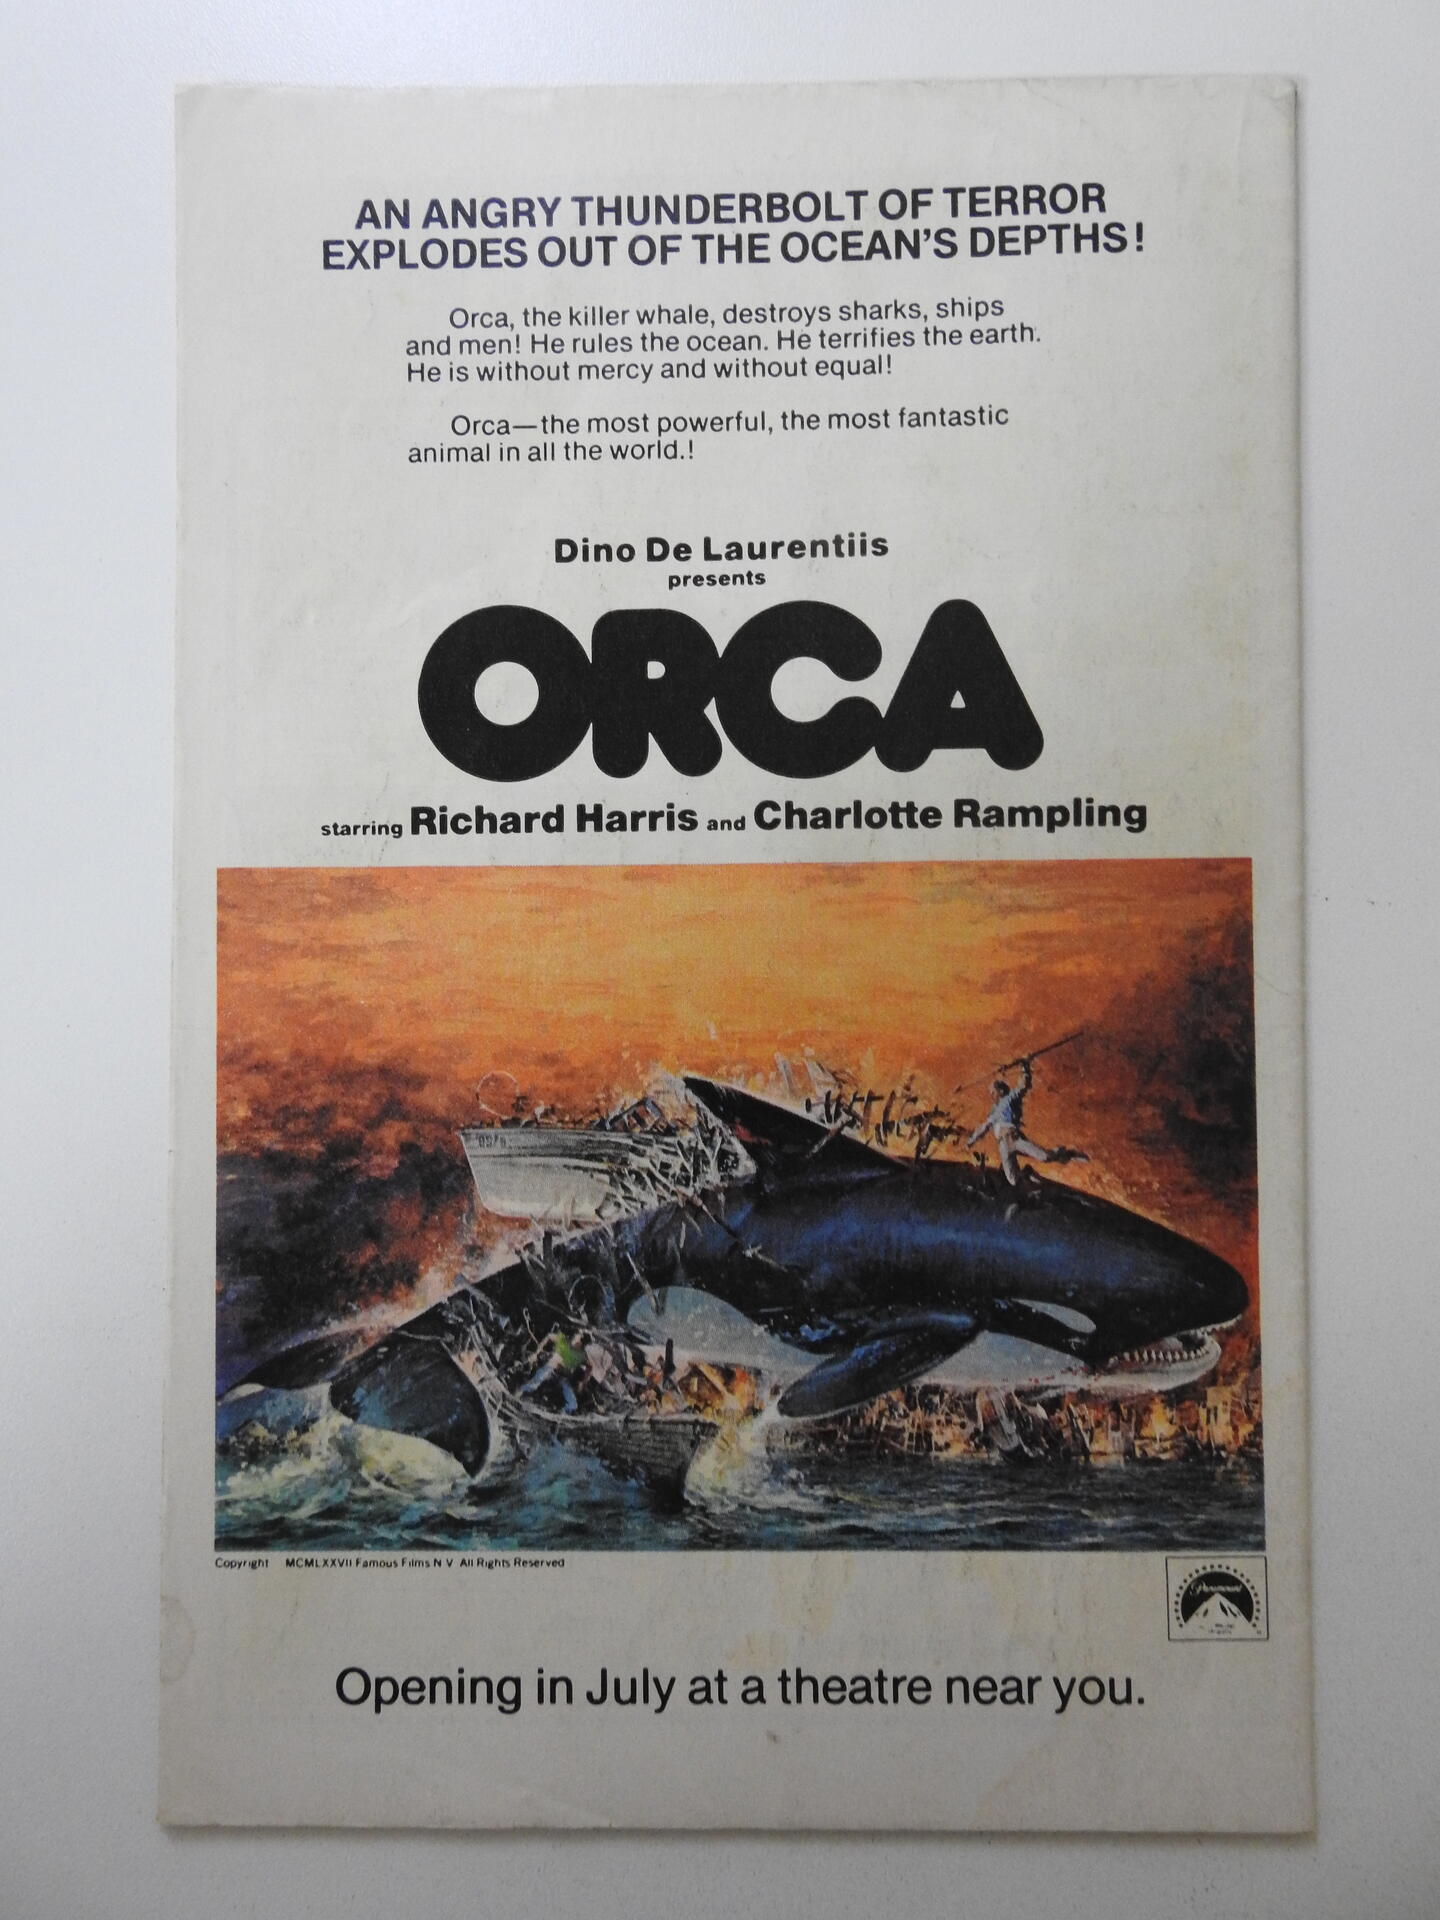 AN ANGRY THUNDERBOLT OF TERROR
EXPLODES OUT OF THE OCEAN'S DEPTHS!
Orca, the killer whale, destroys sharks, ships
and men! He rules the ocean. He terrifies the earth.
He is without mercy and without equal!
Orca—the most powerful, the most fantastic
animal in all the world.!
Dino De Laurentiis
presents
ORCA
starring Richard Harris and Charlotte Rampling
Copyright MCMLXXVII Famous Films N V All Rights Reserved
Paramount
Opening in July at a theatre near you.